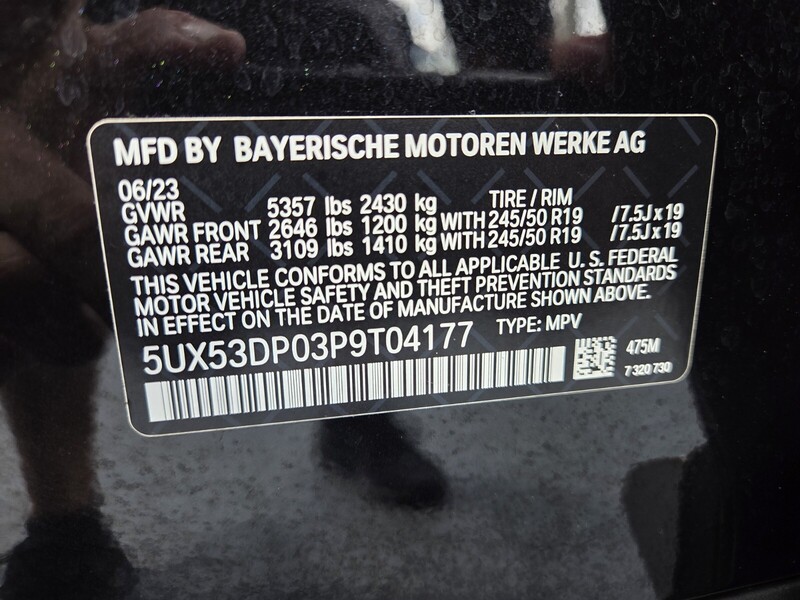 MFD BY BAYERISCHE MOTOREN WERKE AG
06/23 TIRE / RIM
GVWR 5357 lbs 2430 kg
GAWR FRONT 2646 lbs 1200 kg WITH 245/50 R19 /7.5J x 19
GAWR REAR 3109 lbs 1410 kg WITH 245/50 R19 /7.5J x 19
THIS VEHICLE CONFORMS TO ALL APPLICABLE U. S. FEDERAL
MOTOR VEHICLE SAFETY AND THEFT PREVENTION STANDARDS
IN EFFECT ON THE DATE OF MANUFACTURE SHOWN ABOVE.
5UX53DP03P9T04177 TYPE: MPV
475M
7 320 730